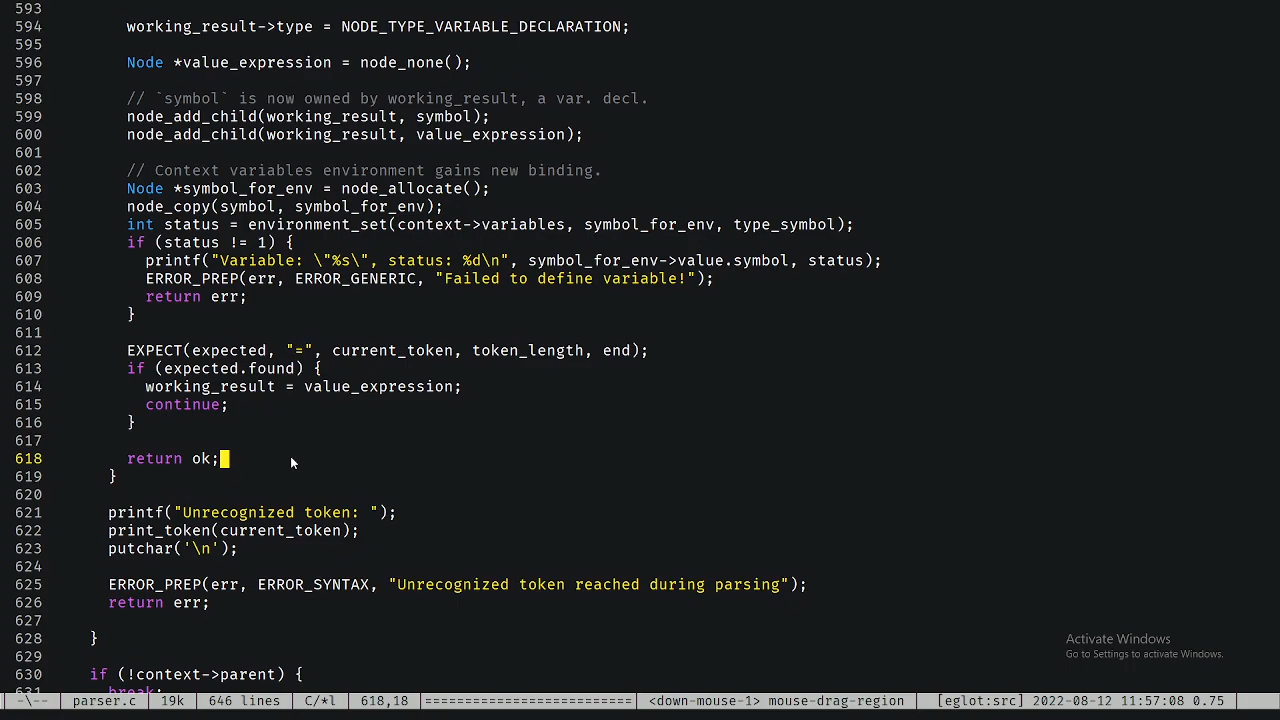 593
594 working_result->type = NODE_TYPE_VARIABLE_DECLARATION;
595
596 Node *value_expression = node_none();
597
598 // `symbol` is now owned by working_result, a var. decl.
599 node_add_child(working_result, symbol);
600 node_add_child(working_result, value_expression);
601
602 // Context variables environment gains new binding.
603 Node *symbol_for_env = node_allocate();
604 node_copy(symbol, symbol_for_env);
605 int status = environment_set(context->variables, symbol_for_env, type_symbol);
606 if (status != 1) {
607 printf("Variable: \"%s\", status: %d\n", symbol_for_env->value.symbol, status);
608 ERROR_PREP(err, ERROR_GENERIC, "Failed to define variable!");
609 return err;
610 }
611
612 EXPECT(expected, "=", current_token, token_length, end);
613 if (expected.found) {
614 working_result = value_expression;
615 continue;
616 }
617
618 return ok;
619 }
620
621 printf("Unrecognized token: ");
622 print_token(current_token);
623 putchar('\n');
624
625 ERROR_PREP(err, ERROR_SYNTAX, "Unrecognized token reached during parsing");
626 return err;
627
628 }
629
630 if (!context->parent) {
631 break;
Activate Windows
Go to Settings to activate Windows.
-\-- parser.c 19k 646 lines C/*l 618,18 ========================= <down-mouse-1> mouse-drag-region [eglot:src] 2022-08-12 11:57:08 0.75